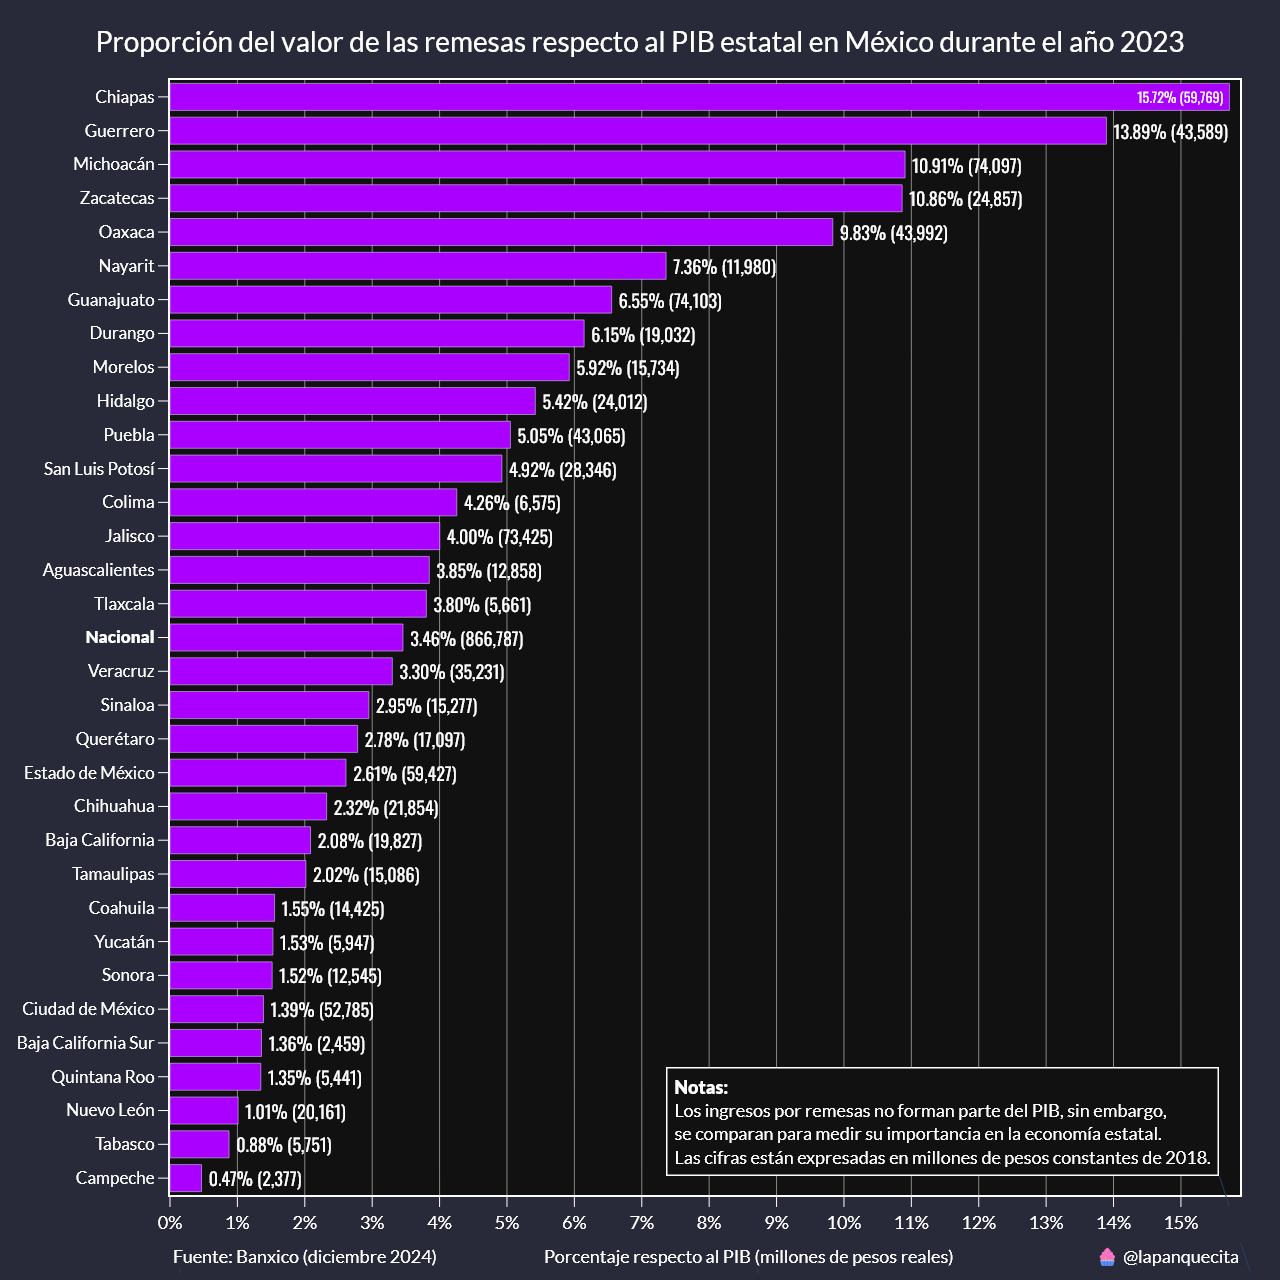 Proporción del valor de las remesas respecto al PIB estatal en México durante el año 2023
Chiapas 15.72% (59,769)
Guerrero 13.89% (43,589)
Michoacán 10.91% (74,097)
Zacatecas 10.86% (24,857)
Oaxaca 9.83% (43,992)
Nayarit 7.36% (11,980)
Guanajuato 6.55% (74,103)
Durango 6.15% (19,032)
Morelos 5.92% (15,734)
Hidalgo 5.42% (24,012)
Puebla 5.05% (43,065)
San Luis Potosí 4.92% (28,346)
Colima 4.26% (6,575)
Jalisco 4.00% (73,425)
Aguascalientes 3.85% (12,858)
Tlaxcala 3.80% (5,661)
Nacional 3.46% (866,787)
Veracruz 3.30% (35,231)
Sinaloa 2.95% (15,277)
Querétaro 2.78% (17,097)
Estado de México 2.61% (59,427)
Chihuahua 2.32% (21,854)
Baja California 2.08% (19,827)
Tamaulipas 2.02% (15,086)
Coahuila 1.55% (14,425)
Yucatán 1.53% (5,947)
Sonora 1.52% (12,545)
Ciudad de México 1.39% (52,785)
Baja California Sur 1.36% (2,459)
Quintana Roo 1.35% (5,441)
Nuevo León 1.01% (20,161)
Tabasco 0.88% (5,751)
Campeche 0.47% (2,377)
Notas:
Los ingresos por remesas no forman parte del PIB, sin embargo,
se comparan para medir su importancia en la economía estatal.
Las cifras están expresadas en millones de pesos constantes de 2018.
0% 1% 2% 3% 4% 5% 6% 7% 8% 9% 10% 11% 12% 13% 14% 15%
Fuente: Banxico (diciembre 2024) Porcentaje respecto al PIB (millones de pesos reales) @lapanquecita